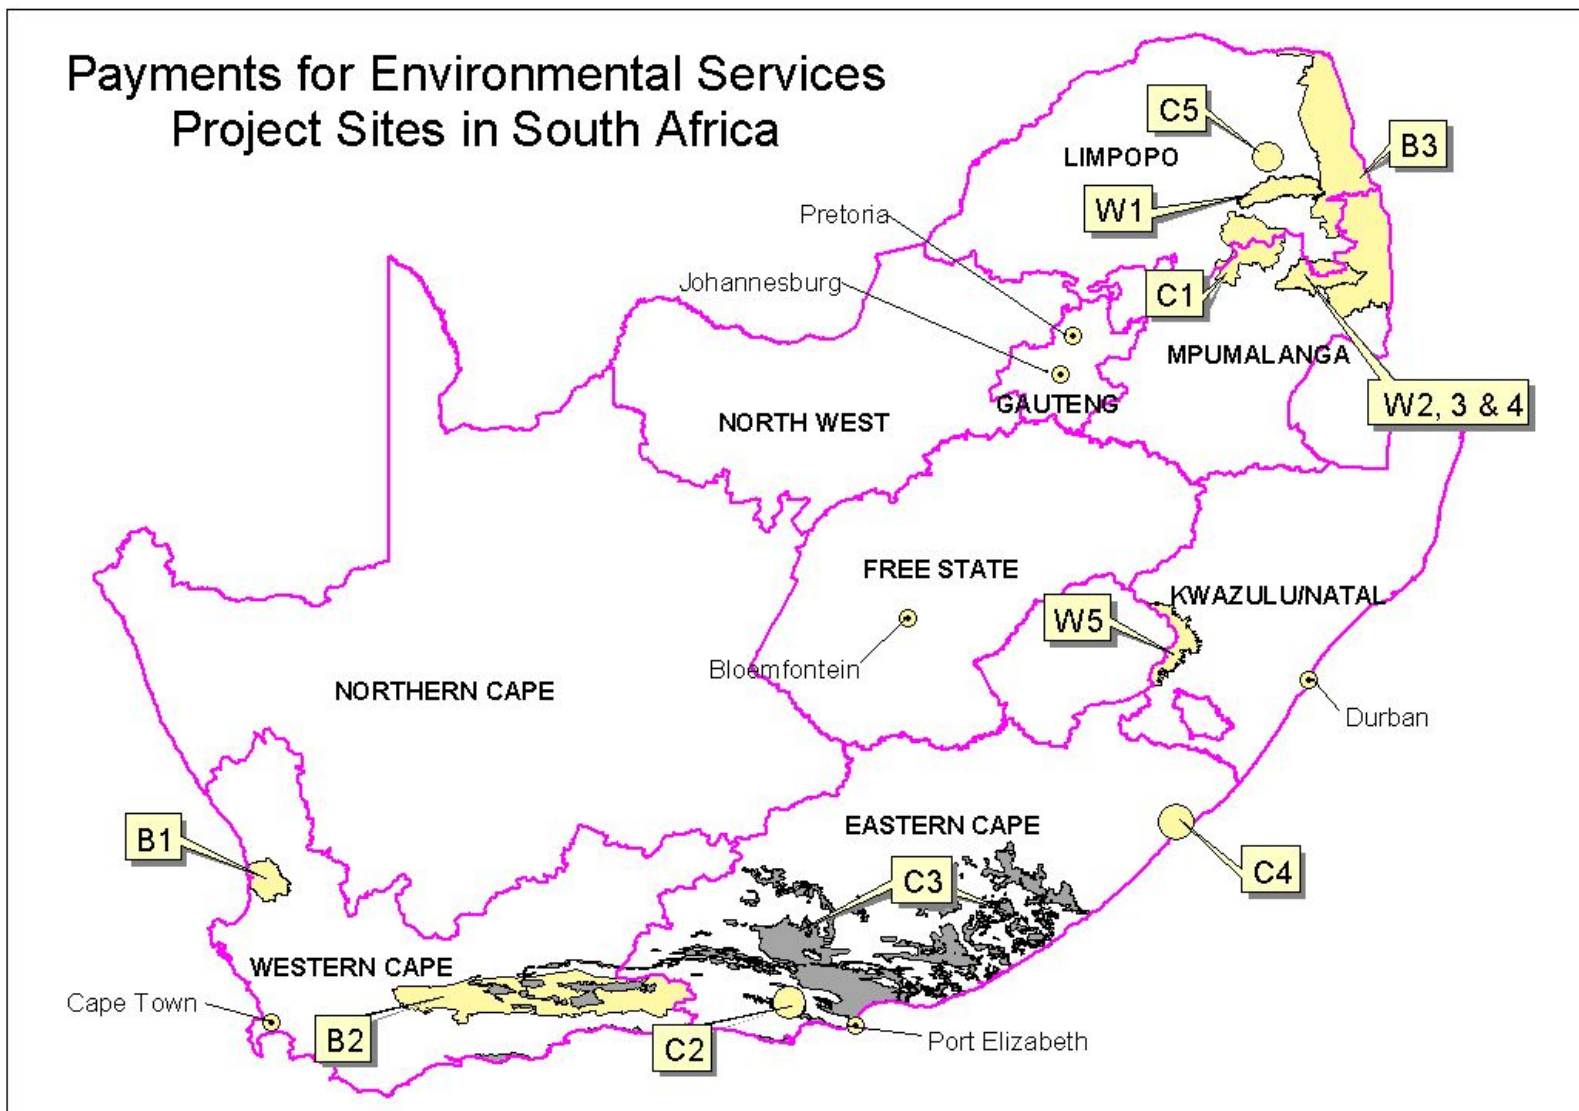 Payments for Environmental Services
Project Sites in South Africa
C5
LIMPOPO
B3
W1
Pretoria
Johannesburg
C1
MPUMALANGA
W2, 3 & 4
GAUTENG
NORTH WEST
FREE STATE
KWAZULU/NATAL
W5
Bloemfontein
NORTHERN CAPE
Durban
B1
EASTERN CAPE
C4
C3
WESTERN CAPE
Cape Town
B2
C2
Port Elizabeth